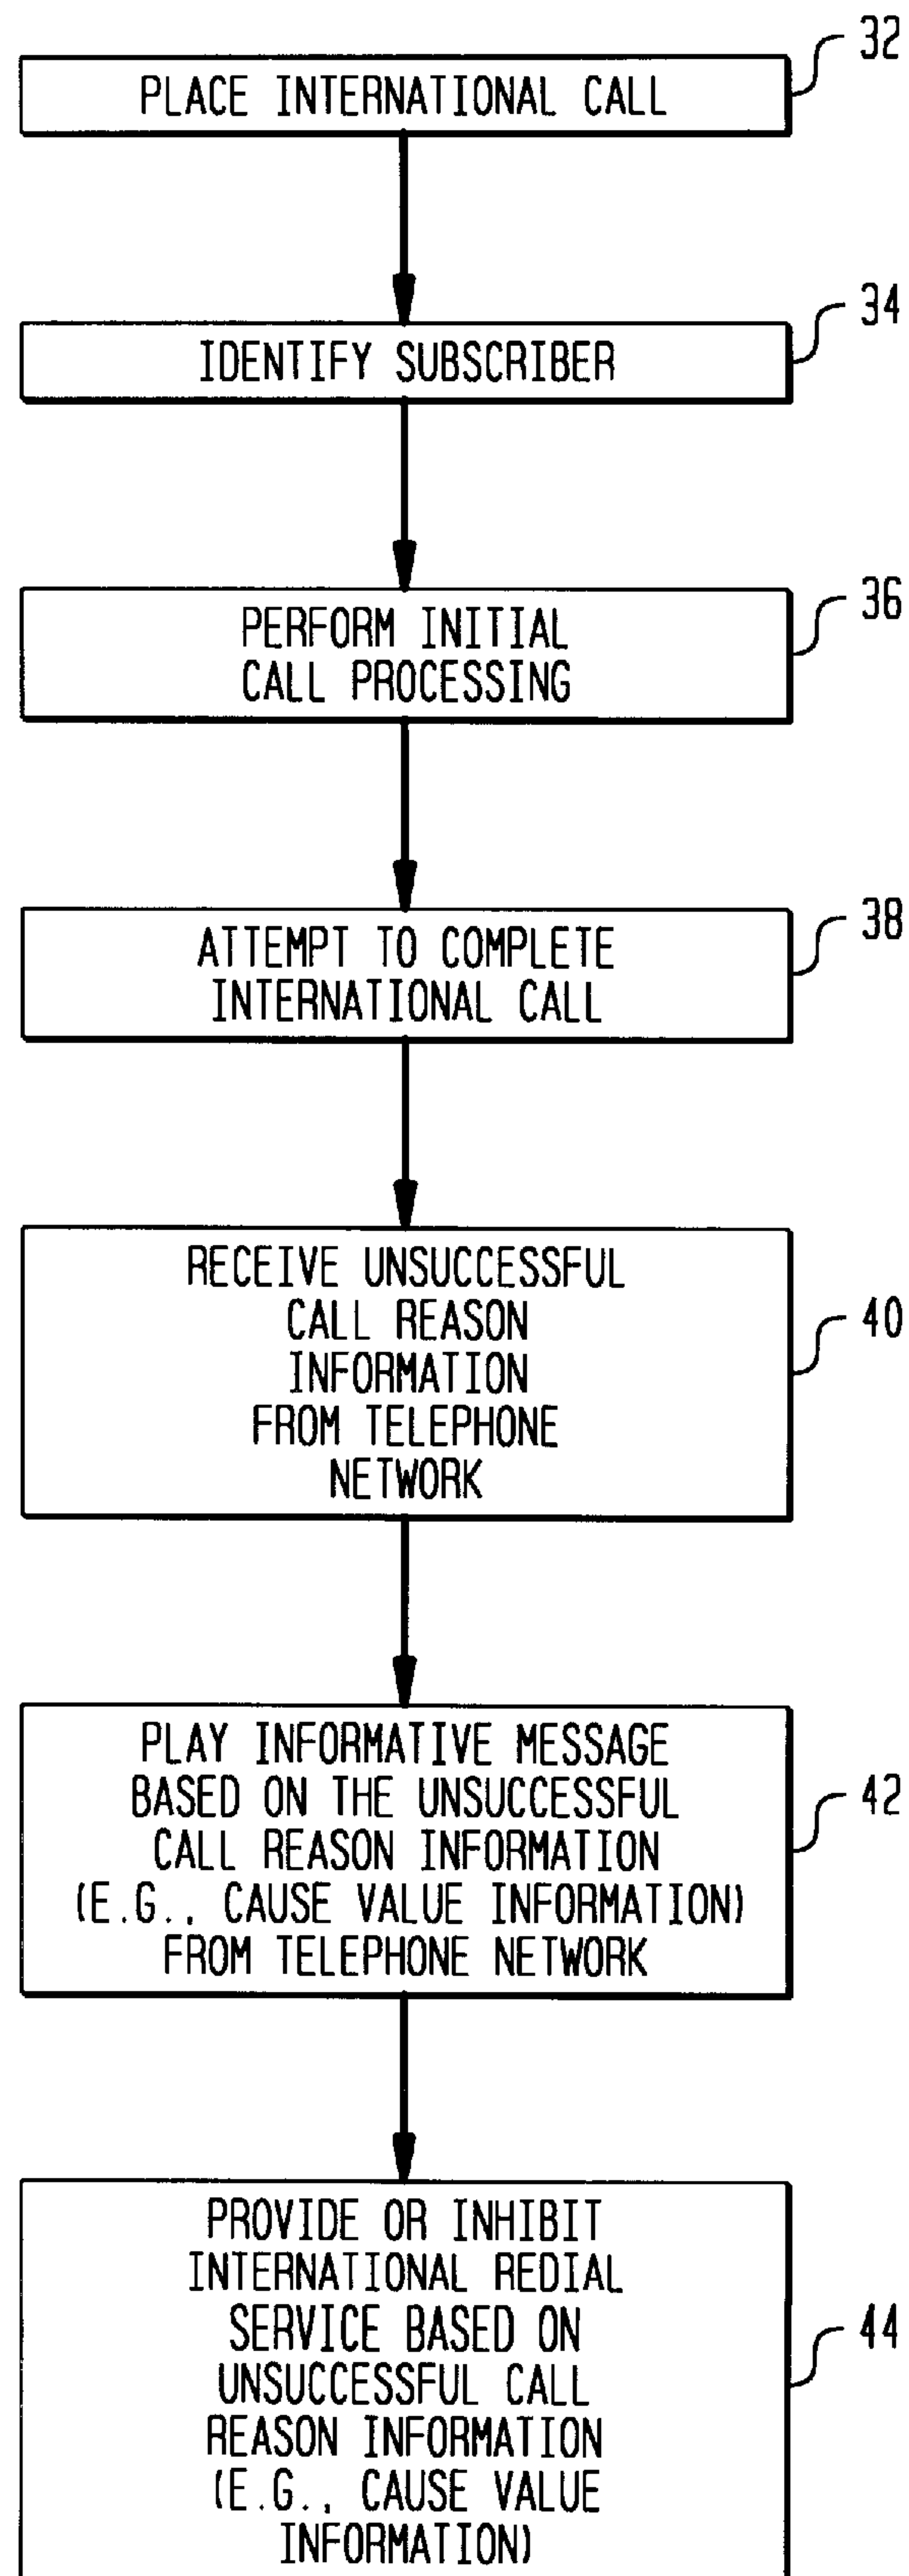 32
PLACE INTERNATIONAL CALL
34
IDENTIFY SUBSCRIBER
36
PERFORM INITIAL
CALL PROCESSING
38
ATTEMPT TO COMPLETE
INTERNATIONAL CALL
40
RECEIVE UNSUCCESSFUL
CALL REASON
INFORMATION
FROM TELEPHONE
NETWORK
42
PLAY INFORMATIVE MESSAGE
BASED ON THE UNSUCCESSFUL
CALL REASON INFORMATION
(E.G., CAUSE VALUE INFORMATION)
FROM TELEPHONE NETWORK
44
PROVIDE OR INHIBIT
INTERNATIONAL REDIAL
SERVICE BASED ON
UNSUCCESSFUL CALL
REASON INFORMATION
(E.G., CAUSE VALUE
INFORMATION)